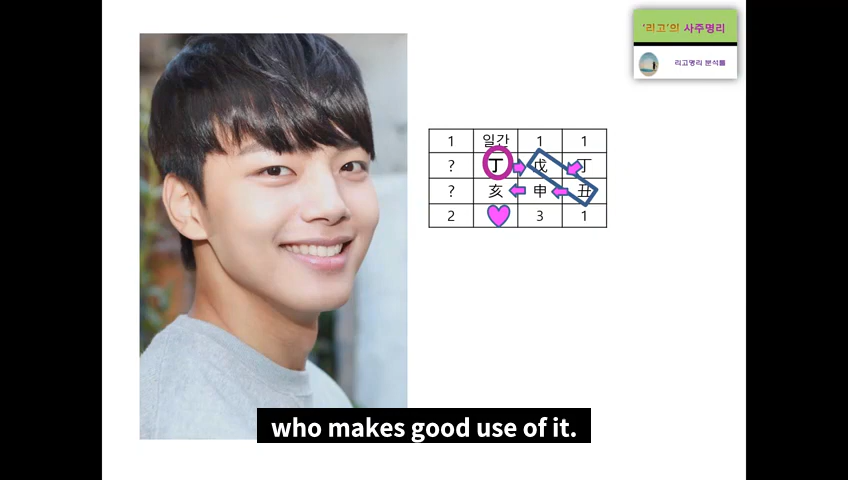 '리고'의 사주명리
리고명리 분석틀
1 일간 1 1
? 丁 戊 丁
? 亥 申 丑
2 3 1
who makes good use of it.